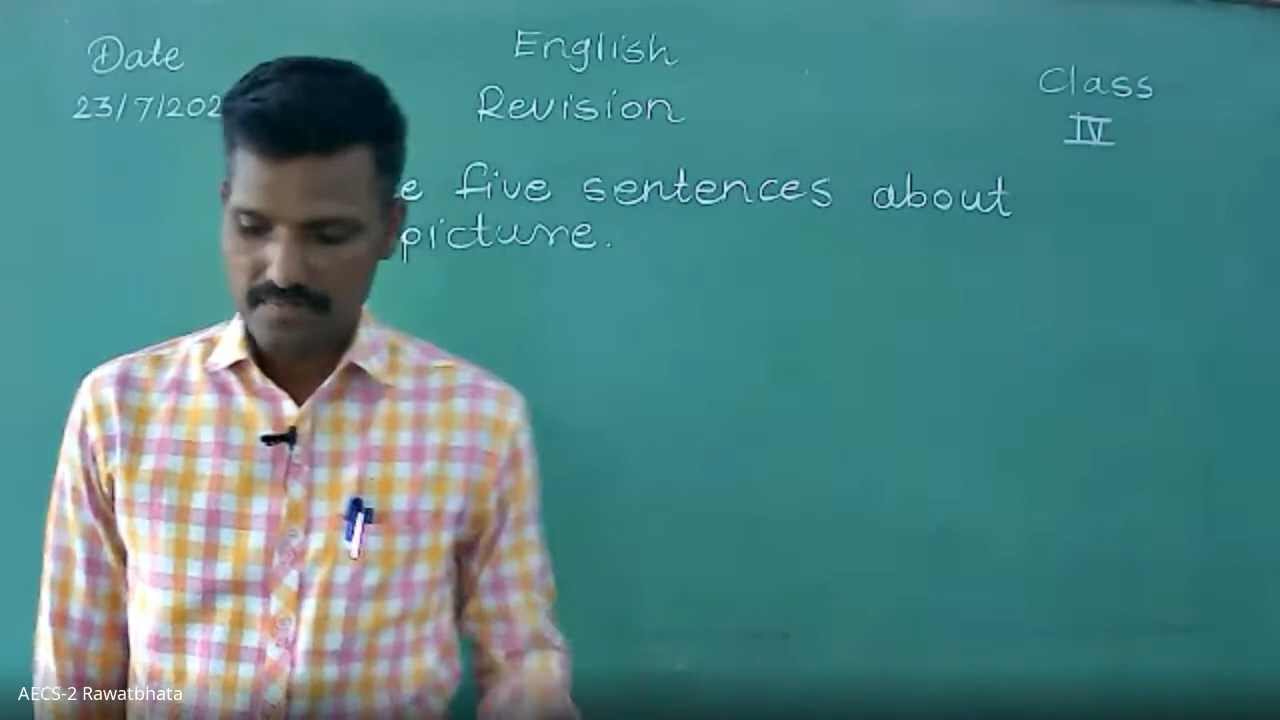 Date
English
23/7/202
Revision
Class
IV
five sentences about
picture.
AECS-2 Rawatbhata